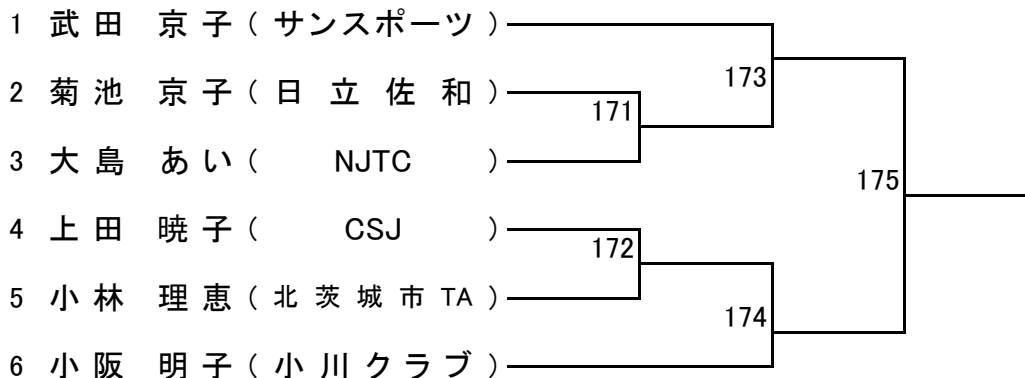 1 武田 京子 (サンスポーツ)
173
2 菊池 京子 (日立佐和)
171
3 大島 あい ( NJTC )
175
4 上田 暁子 ( CSJ )
172
5 小林 理恵 (北茨城市 TA)
174
6 小阪 明子 (小川クラブ)